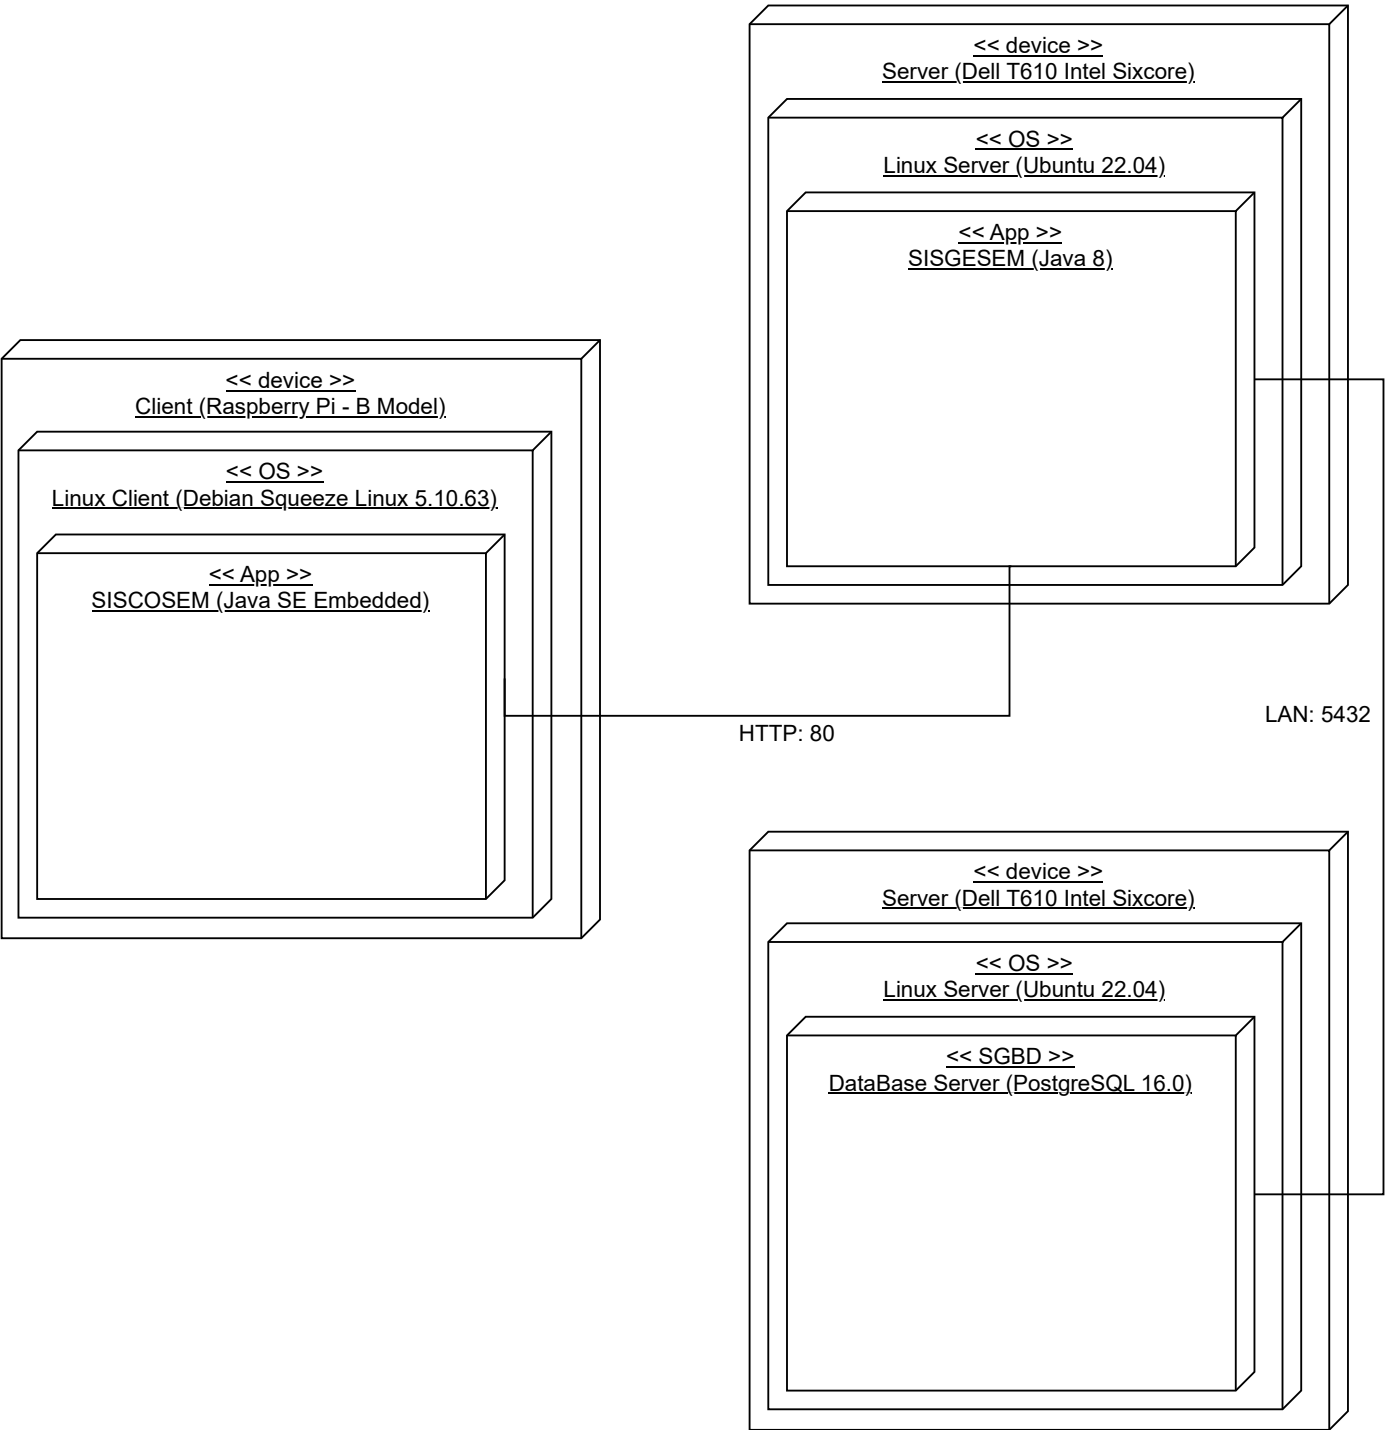 << device >>
Server (Dell T610 Intel Sixcore)
<< OS >>
Linux Server (Ubuntu 22.04)
<< App >>
SISGESEM (Java 8)
<< device >>
Client (Raspberry Pi - B Model)
<< OS >>
Linux Client (Debian Squeeze Linux 5.10.63)
<< App >>
SISCOSEM (Java SE Embedded)
HTTP: 80
LAN: 5432
<< device >>
Server (Dell T610 Intel Sixcore)
<< OS >>
Linux Server (Ubuntu 22.04)
<< SGBD >>
DataBase Server (PostgreSQL 16.0)